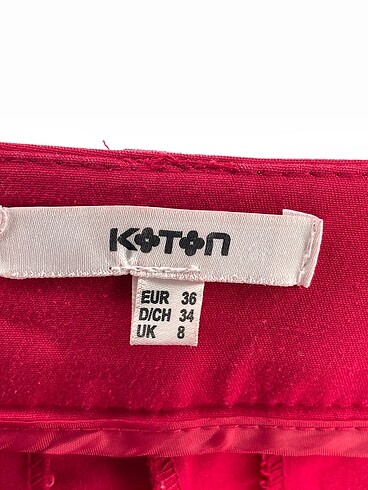 KOTON
EUR 36
D/CH 34
UK 8